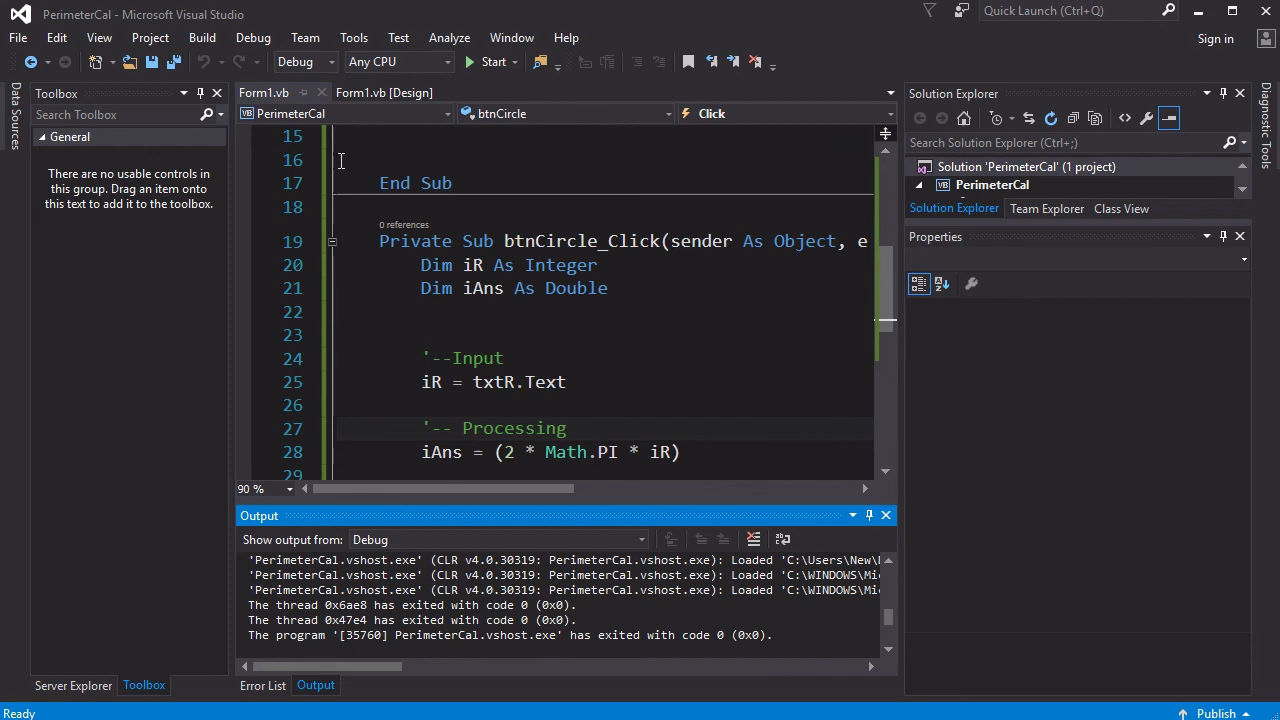 PerimeterCal - Microsoft Visual Studio
Quick Launch (Ctrl+Q)
File Edit View Project Build Debug Team Tools Test Analyze Window Help
Sign in
Debug Any CPU Start
Data Sources
Toolbox
Search Toolbox
General
There are no usable controls in
this group. Drag an item onto
this text to add it to the toolbox.
Server Explorer Toolbox
Form1.vb Form1.vb [Design]
PerimeterCal btnCircle Click
15
16
17 End Sub
18
0 references
19 Private Sub btnCircle_Click(sender As Object, e
20 Dim iR As Integer
21 Dim iAns As Double
22
23
24 '--Input
25 iR = txtR.Text
26
27 '-- Processing
28 iAns = (2 * Math.PI * iR)
29
90 %
Output
Show output from: Debug
'PerimeterCal.vshost.exe' (CLR v4.0.30319: PerimeterCal.vshost.exe): Loaded 'C:\Users\New\
'PerimeterCal.vshost.exe' (CLR v4.0.30319: PerimeterCal.vshost.exe): Loaded 'C:\WINDOWS\Mi
'PerimeterCal.vshost.exe' (CLR v4.0.30319: PerimeterCal.vshost.exe): Loaded 'C:\WINDOWS\Mi
The thread 0x6ae8 has exited with code 0 (0x0).
The thread 0x47e4 has exited with code 0 (0x0).
The program '[35760] PerimeterCal.vshost.exe' has exited with code 0 (0x0).
Error List Output
Solution Explorer
Search Solution Explorer (Ctrl+;)
Solution 'PerimeterCal' (1 project)
PerimeterCal
Solution Explorer Team Explorer Class View
Properties
Diagnostic Tools
Ready
Publish